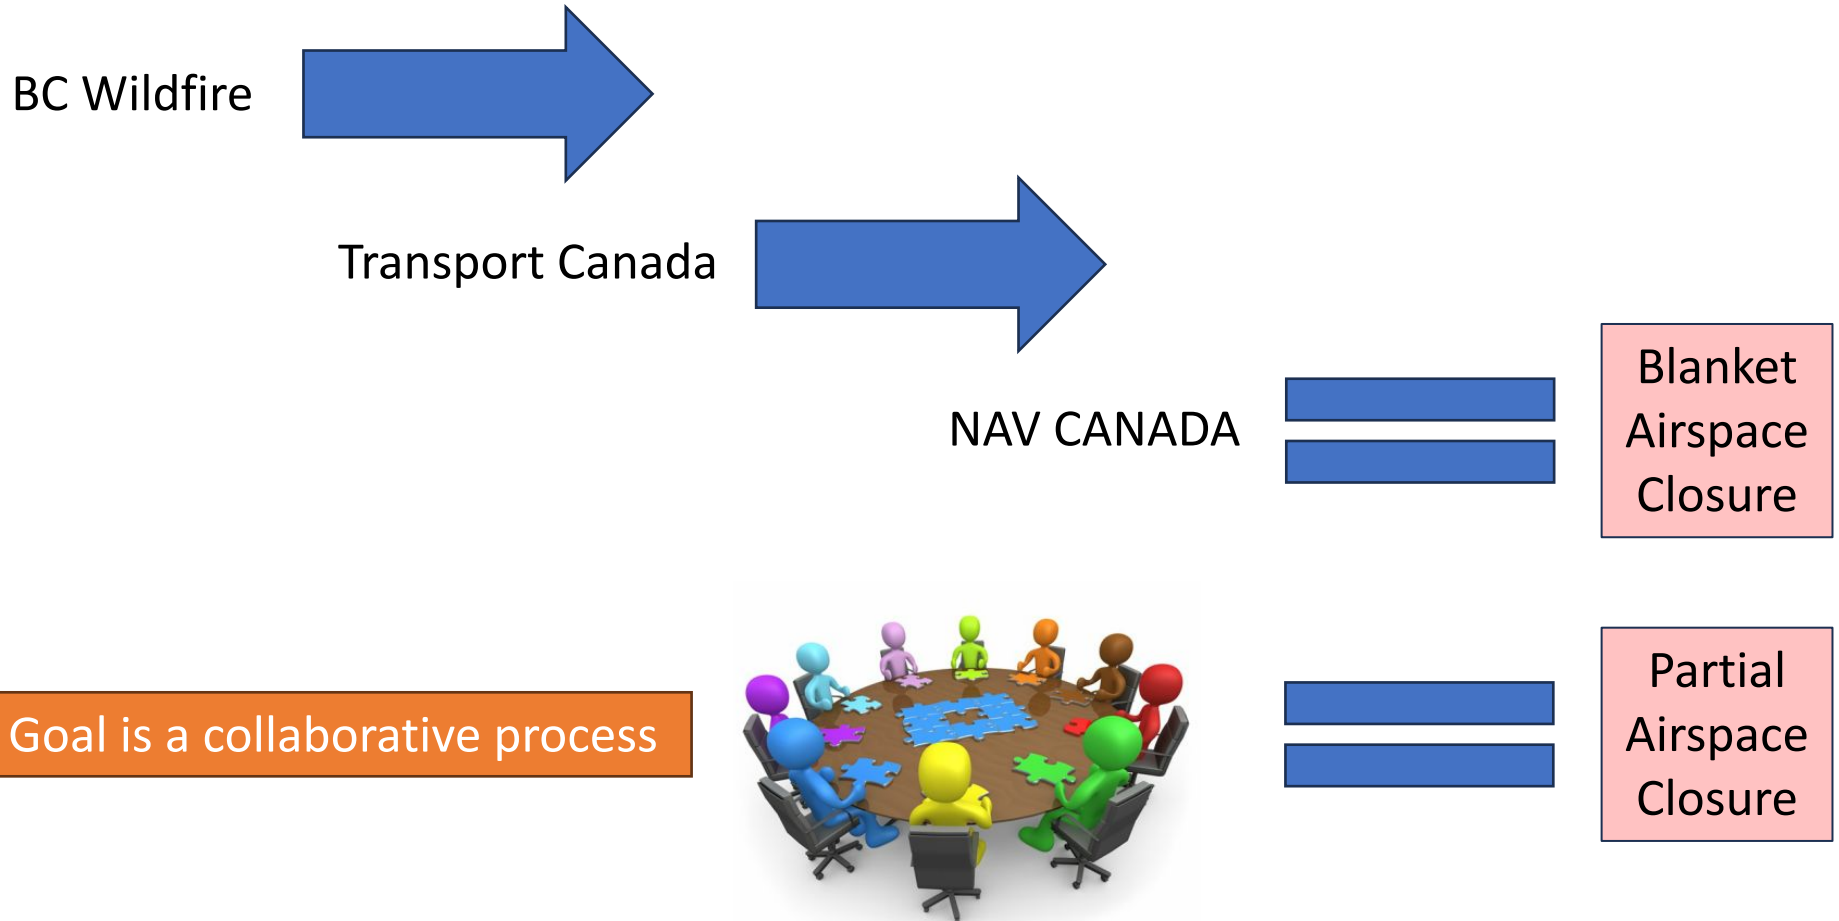 BC Wildfire
Transport Canada
NAV CANADA
Blanket
Airspace
Closure
Goal is a collaborative process
Partial
Airspace
Closure